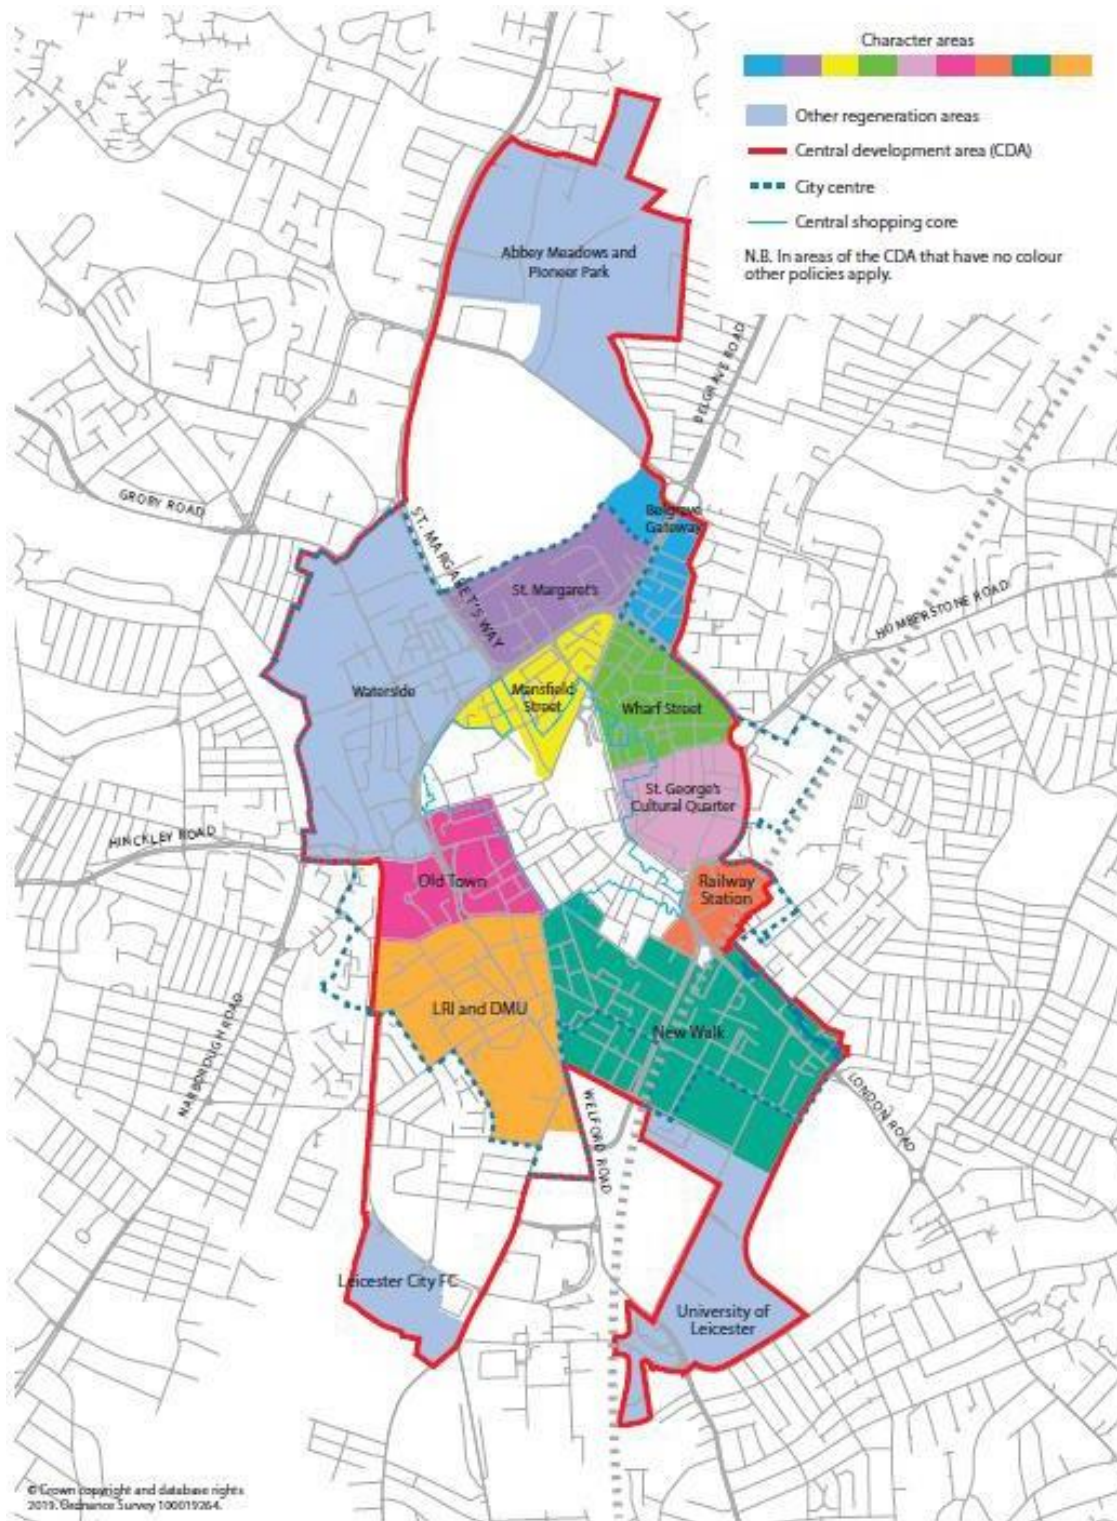 Character areas
Other regeneration areas
Central development area (CDA)
City centre
Central shopping core
N.B. In areas of the CDA that have no colour
other policies apply.
Abbey Meadows and
Pioneer Park
BELGRAVE ROAD
GROBY ROAD
ST. MARGARET'S WAY
Belgrave
Gateway
St. Margaret's
HUMBERSTONE ROAD
Waterside
Mansfield
Street
Wharf Street
St. George's
Cultural Quarter
HINCKLEY ROAD
Old Town
Railway
Station
LRI and DMU
New Walk
NARBOROUGH ROAD
WELFORD ROAD
LONDON ROAD
Leicester City FC
University of
Leicester
© Crown copyright and database rights
2019. Ordnance Survey 100019264.